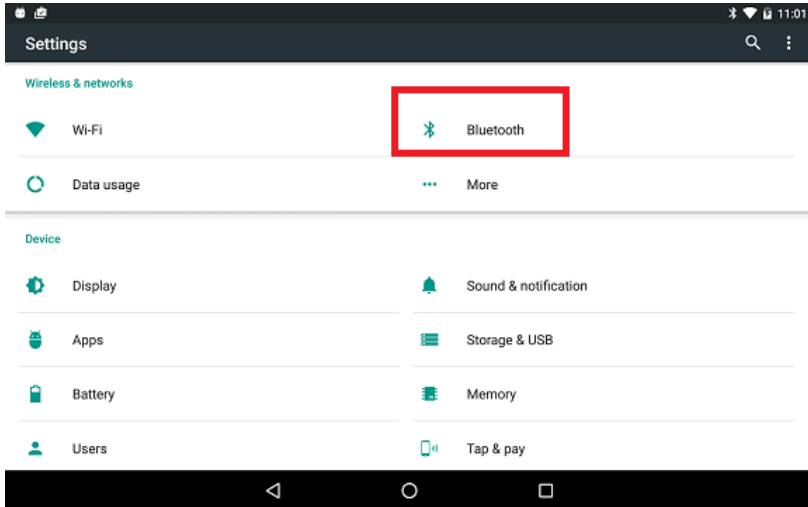 11:01
Settings
Wireless & networks
Wi-Fi
Bluetooth
Data usage
More
Device
Display
Sound & notification
Apps
Storage & USB
Battery
Memory
Users
Tap & pay